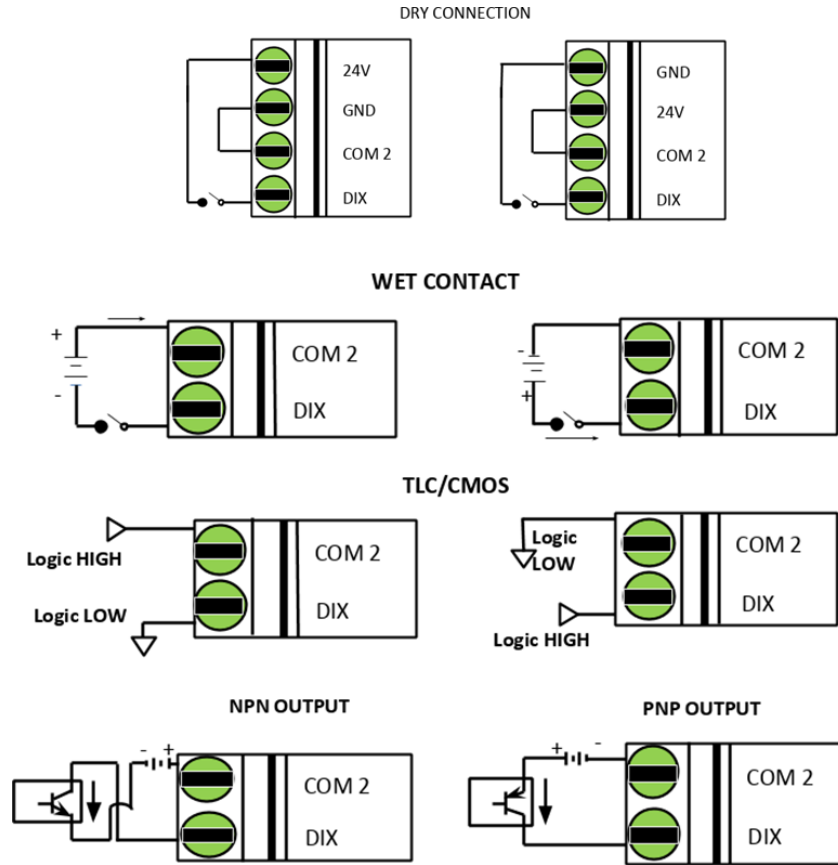 DRY CONNECTION
24V
GND
COM 2
DIX
GND
24V
COM 2
DIX
WET CONTACT
+
-
COM 2
DIX
-
+
COM 2
DIX
TLC/CMOS
Logic HIGH
Logic LOW
COM 2
DIX
Logic
LOW
Logic HIGH
COM 2
DIX
NPN OUTPUT
- +
COM 2
DIX
PNP OUTPUT
+ -
COM 2
DIX